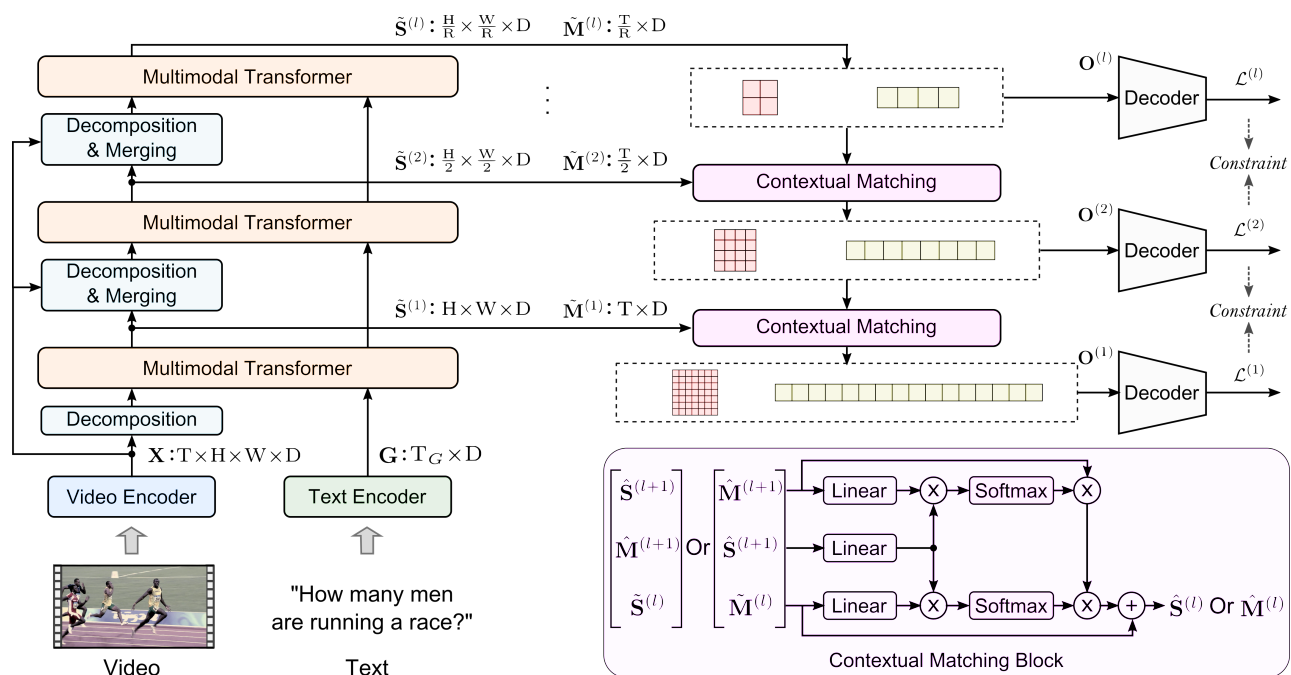 S̃^(l): H/R × W/R × D   M̃^(l): T/R × D
Multimodal Transformer
O^(l)
Decoder
ℒ^(l)
Decomposition
& Merging
⋮
Constraint
S̃^(2): H/2 × W/2 × D   M̃^(2): T/2 × D
Contextual Matching
Multimodal Transformer
O^(2)
Decoder
ℒ^(2)
Decomposition
& Merging
Constraint
S̃^(1): H×W×D   M̃^(1): T×D
Contextual Matching
Multimodal Transformer
O^(1)
Decoder
ℒ^(1)
Decomposition
X: T×H×W×D
G: T_G×D
Video Encoder
Text Encoder
"How many men
are running a race?"
Video
Text
Ŝ^(l+1)
M̂^(l+1)
S̃^(l)
Or
M̂^(l+1)
Ŝ^(l+1)
M̃^(l)
Linear X Softmax X
Linear
Linear X Softmax X + Ŝ^(l) Or M̂^(l)
Contextual Matching Block